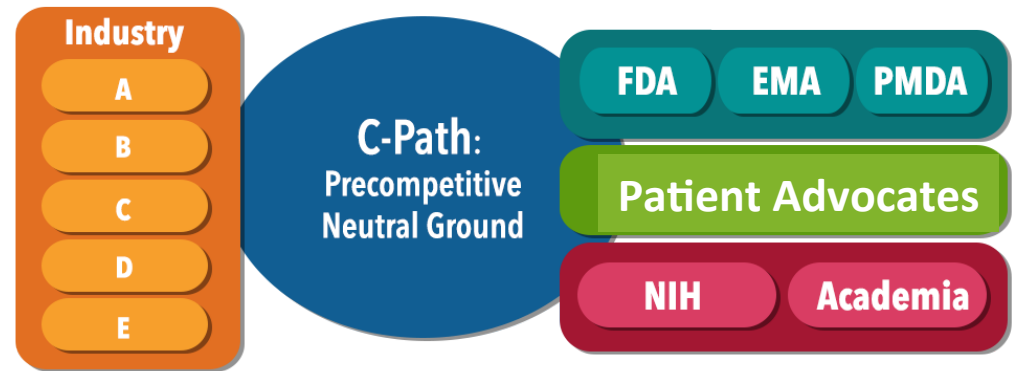 Industry
A
B
C
D
E
C-Path:
Precompetitive
Neutral Ground
FDA EMA PMDA
Patient Advocates
NIH Academia